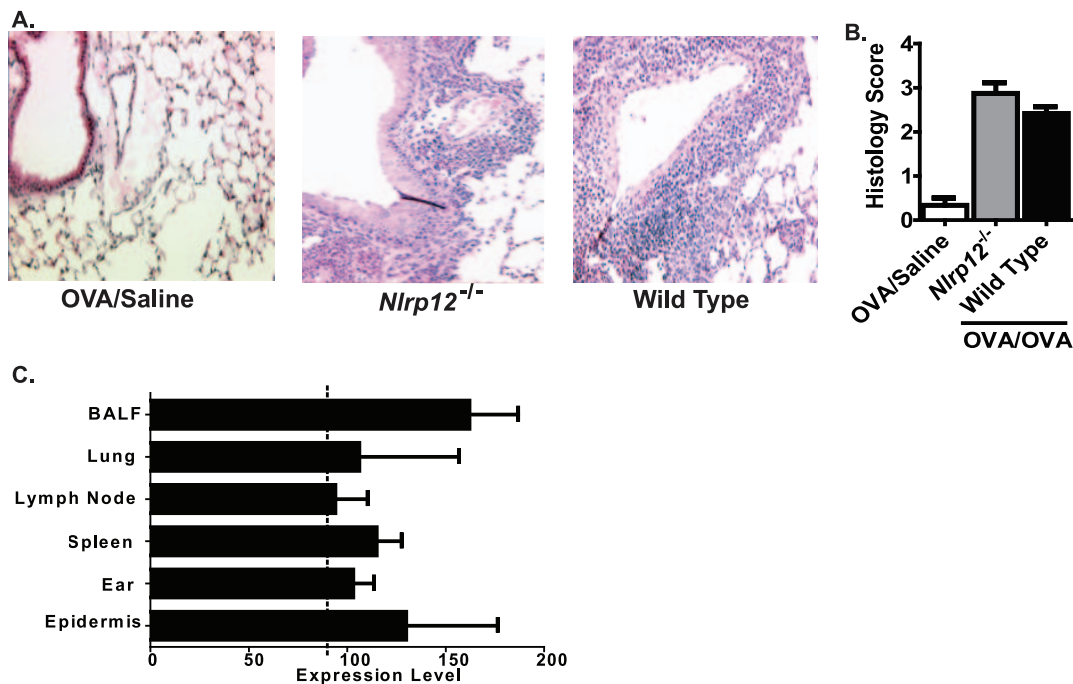 A.
OVA/Saline
Nlrp12-/-
Wild Type
B.
Histology Score
4
3
2
1
0
OVA/Saline
Nlrp12-/-
Wild Type
OVA/OVA
C.
BALF
Lung
Lymph Node
Spleen
Ear
Epidermis
0 50 100 150 200
Expression Level